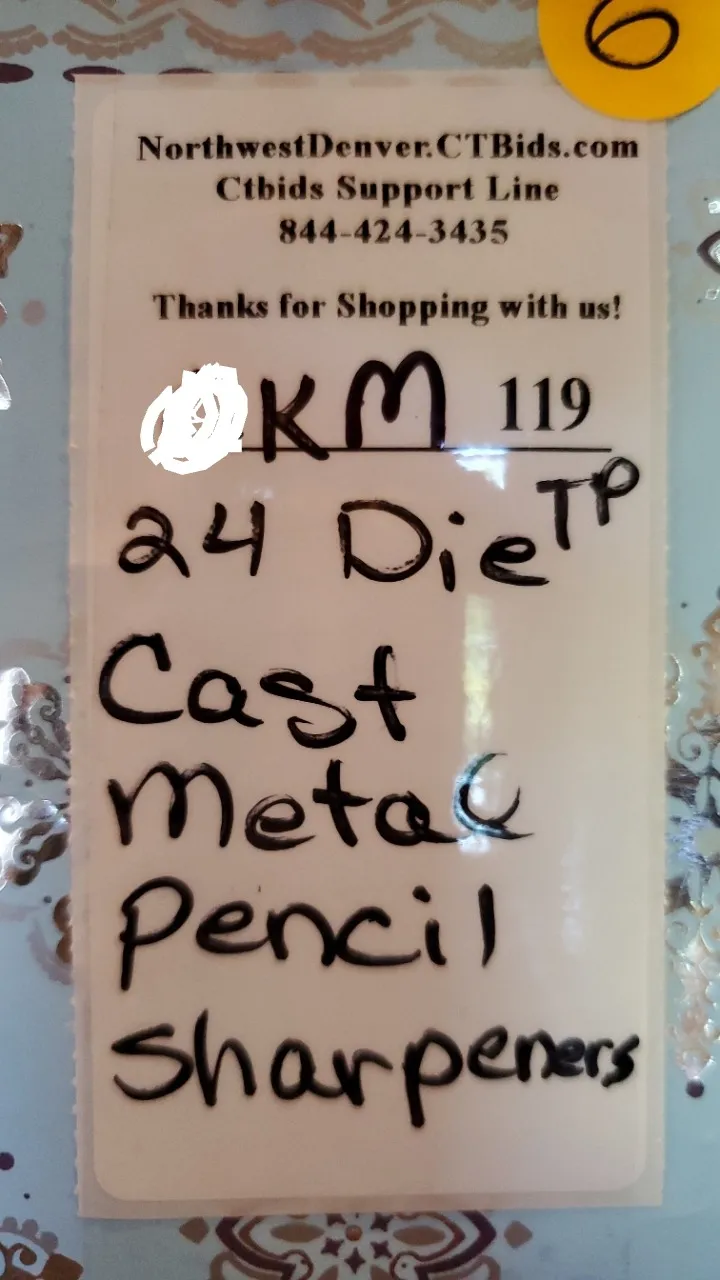 6
NorthwestDenver.CTBids.com
Ctbids Support Line
844-424-3435
Thanks for Shopping with us!
KM 119
24 Die TP
Cast
Metal
Pencil
Sharpeners